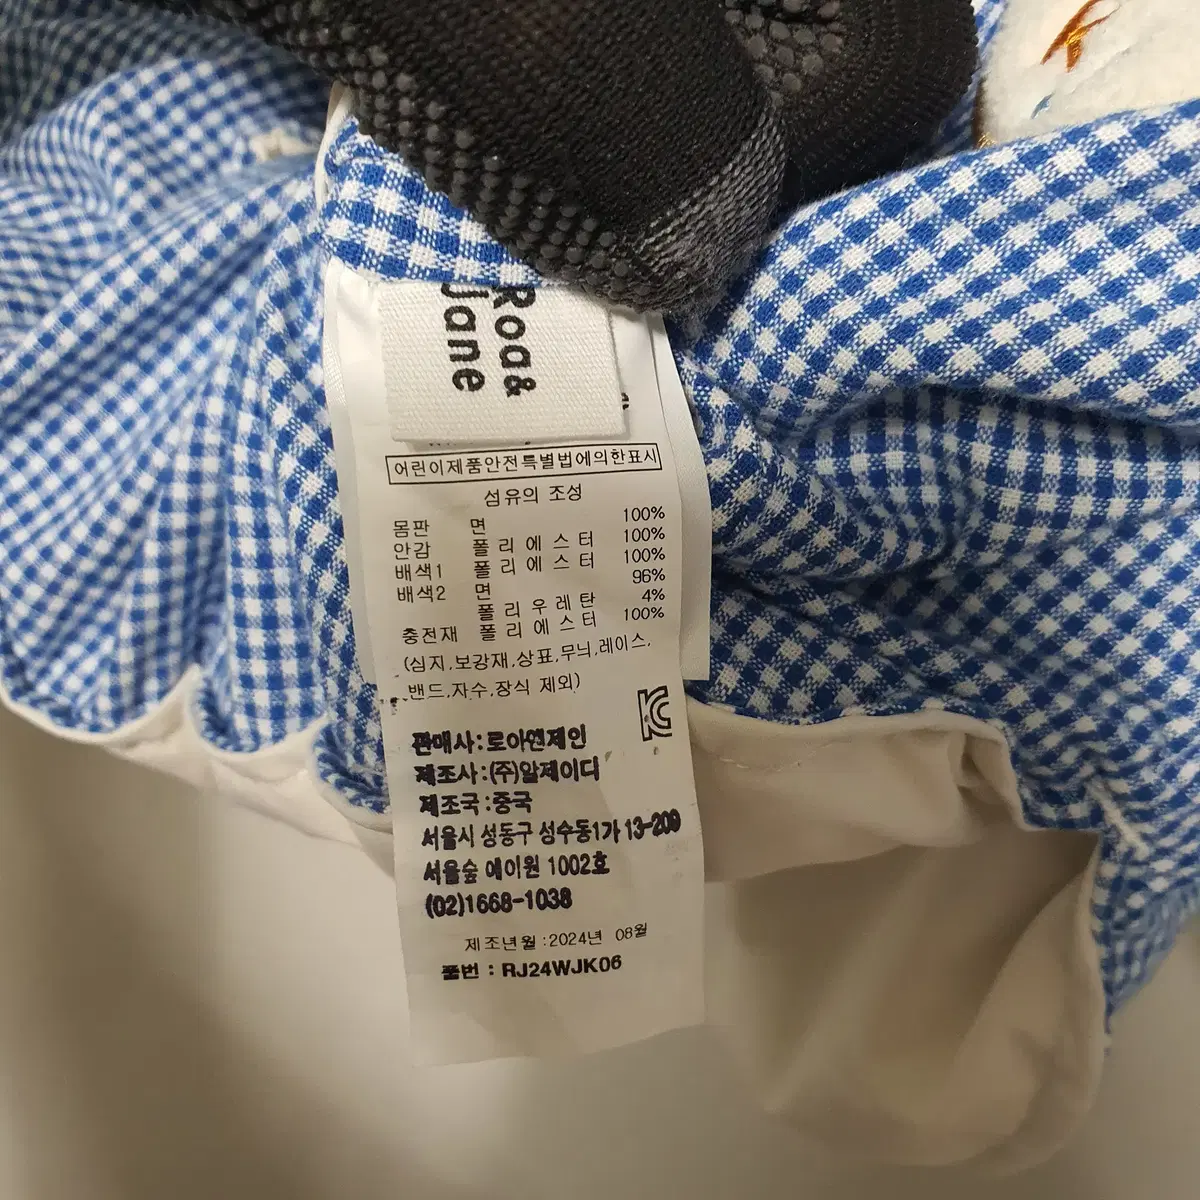 Roa&
Jane
어린이제품안전특별법에의한표시
섬유의 조성
몸판 면 100%
안감 폴리에스터 100%
배색1 폴리에스터 100%
배색2 면 96%
폴리우레탄 4%
충전재 폴리에스터 100%
(심지,보강재,상표,무늬,레이스,
밴드,자수,장식 제외)
판매사:로아앤제인
제조사:(주)알제이디
제조국:중국
서울시 성동구 성수동1가 13-209
서울숲 에이원 1002호
(02)1668-1038
제조년월:2024년 08월
품번 : RJ24WJK06